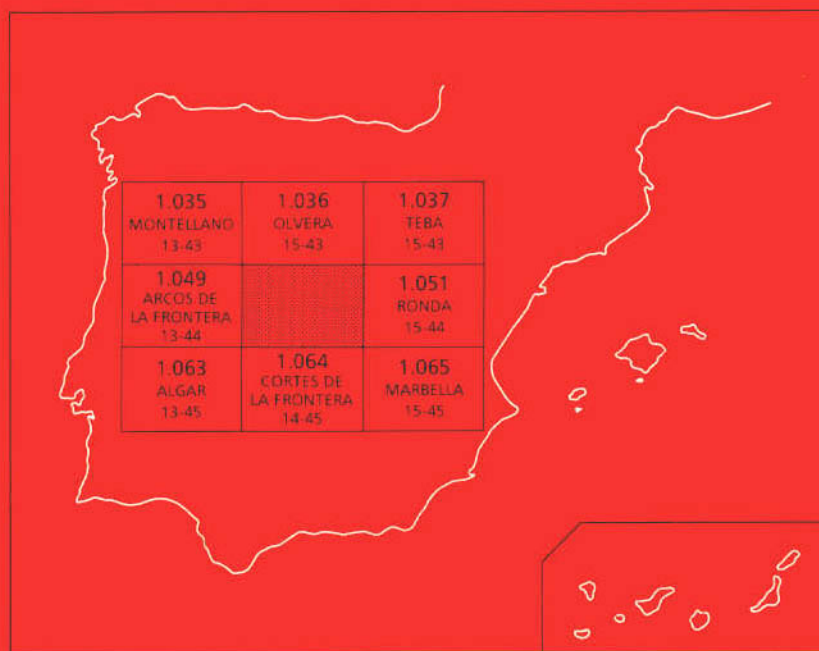 1.035
MONTELLANO
13-43
1.036
OLVERA
15-43
1.037
TEBA
15-43
1.049
ARCOS DE
LA FRONTERA
13-44
1.051
RONDA
15-44
1.063
ALGAR
13-45
1.064
CORTES DE
LA FRONTERA
14-45
1.065
MARBELLA
15-45